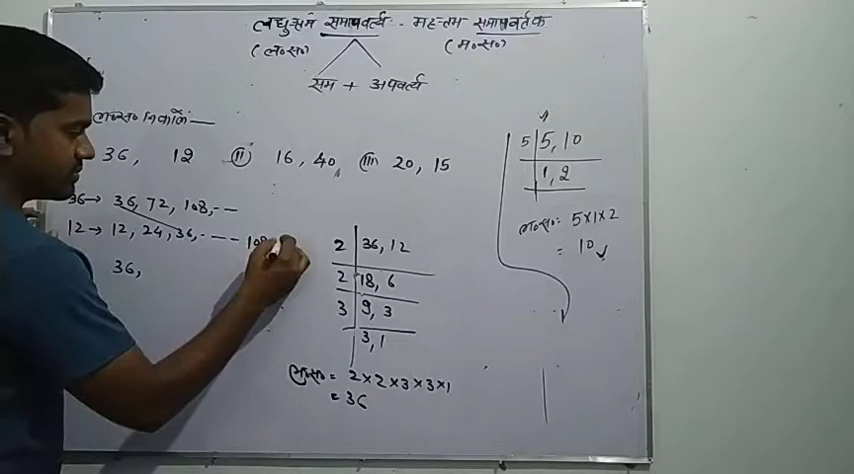 लघुत्तम समापवर्त्य - महत्तम समापवर्तक
(ल०स०) (म०स०)
सम + अपवर्त्य
ल०स० निकालें —
36, 12 (II) 16, 40, (III) 20, 15
36 → 36, 72, 108, - —
12 → 12, 24, 36, - — - 108
36,
2 | 36, 12
2 | 18, 6
3 | 9, 3
3, 1
ल०स० = 2×2×3×3×1
= 36
5 | 5, 10
1, 2
ल०स० = 5×1×2
= 10 ✓